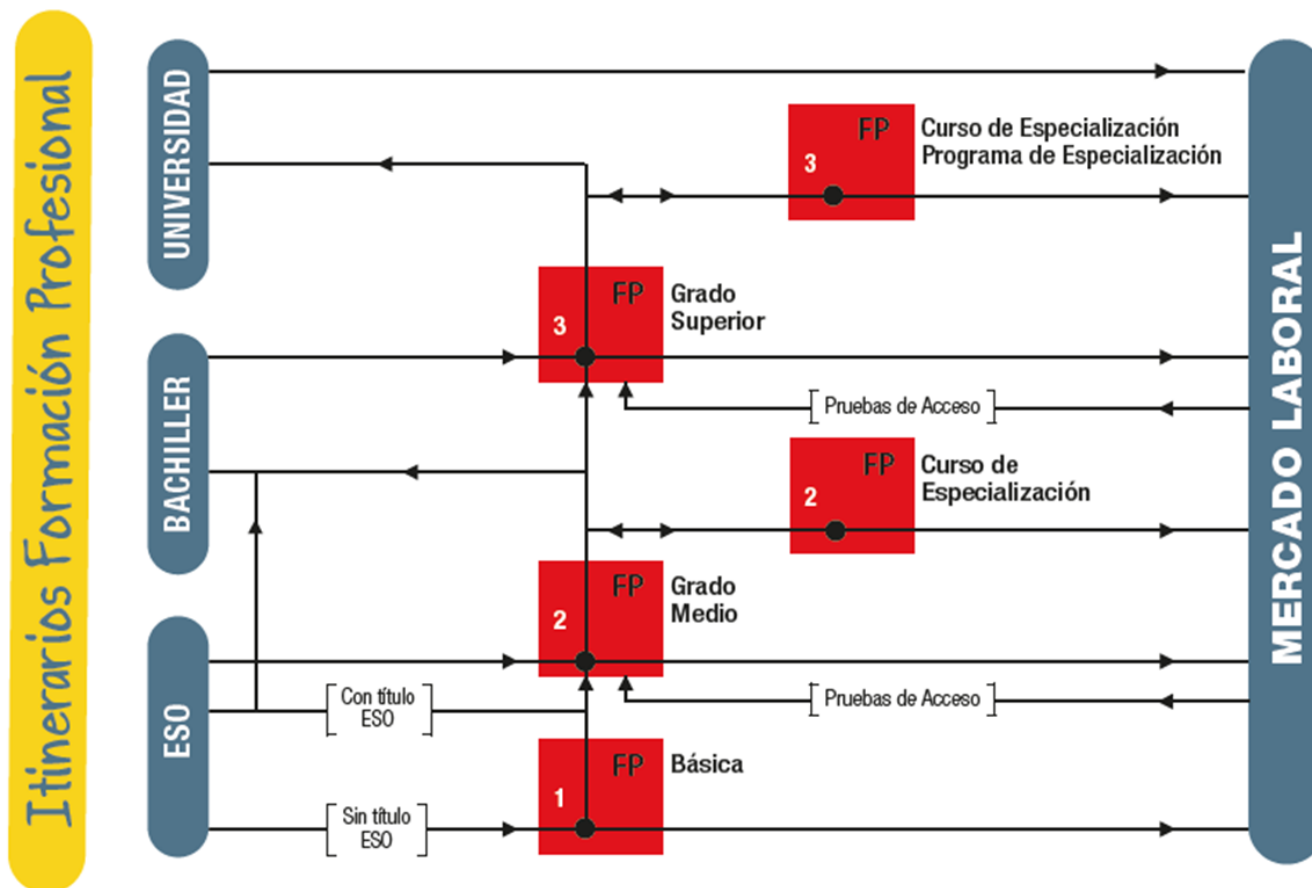 Itinerarios Formación Profesional
UNIVERSIDAD
FP
3
Curso de Especialización
Programa de Especialización
FP
3
Grado
Superior
BACHILLER
Pruebas de Acceso
FP
2
Curso de
Especialización
FP
2
Grado
Medio
ESO
Con título
ESO
Pruebas de Acceso
FP
1
Básica
Sin título
ESO
MERCADO LABORAL